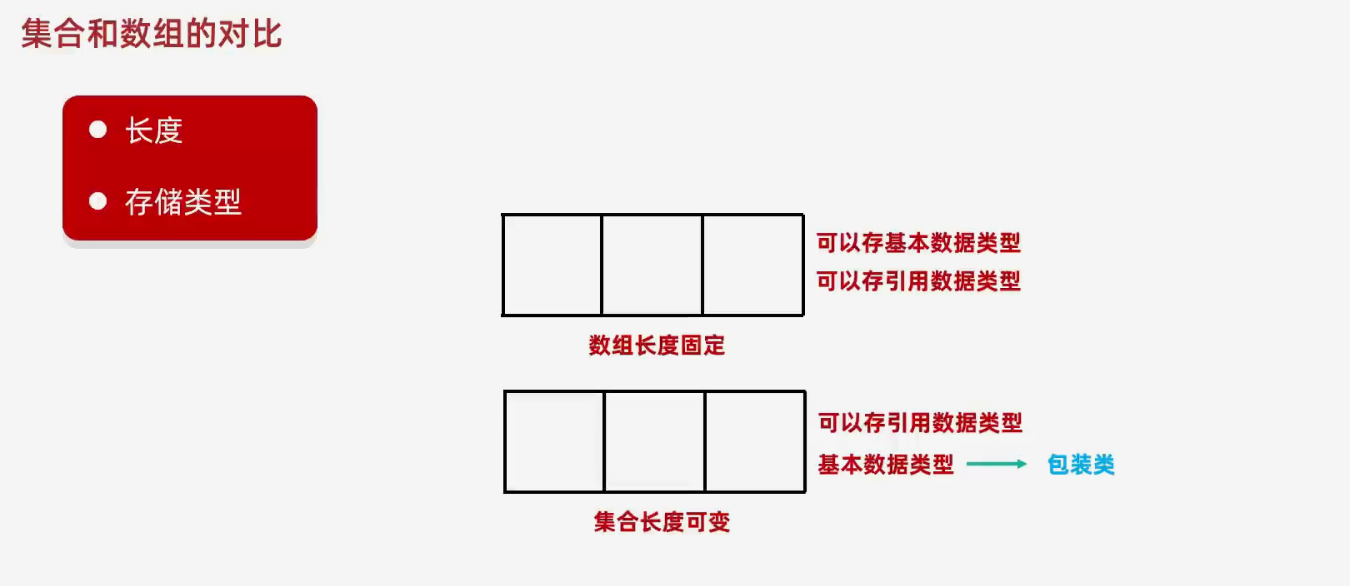 集合和数组的对比
长度
存储类型
可以存基本数据类型
可以存引用数据类型
数组长度固定
可以存引用数据类型
基本数据类型 包装类
集合长度可变